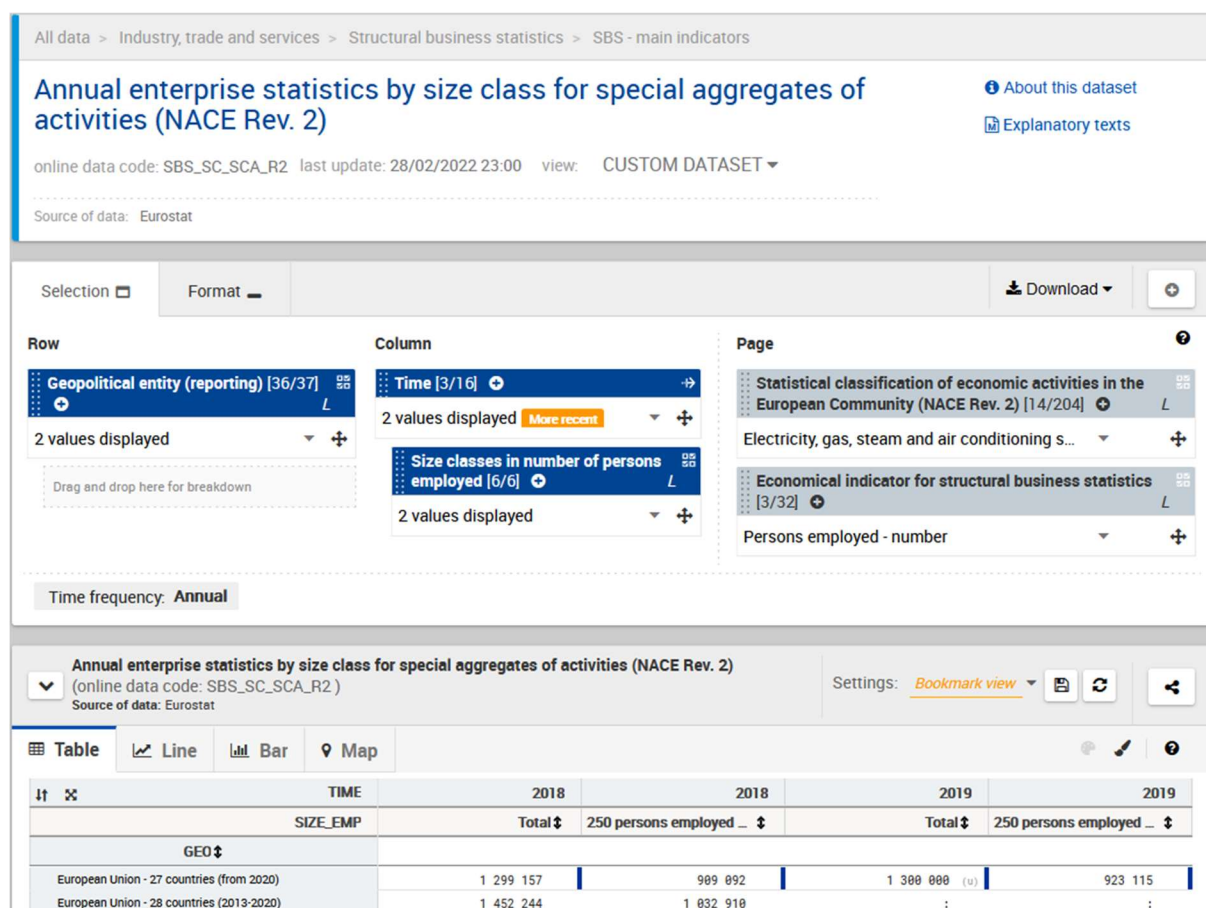 All data > Industry, trade and services > Structural business statistics > SBS - main indicators
Annual enterprise statistics by size class for special aggregates of
activities (NACE Rev. 2)
About this dataset
Explanatory texts
online data code: SBS_SC_SCA_R2 last update: 28/02/2022 23:00 view: CUSTOM DATASET
Source of data: Eurostat
Selection
Format
Download
Row
Column
Page
Geopolitical entity (reporting) [36/37]
L
2 values displayed
Drag and drop here for breakdown
Time [3/16]
2 values displayed More recent
Size classes in number of persons
employed [6/6] L
2 values displayed
Statistical classification of economic activities in the
European Community (NACE Rev. 2) [14/204] L
Electricity, gas, steam and air conditioning s...
Economical indicator for structural business statistics
[3/32] L
Persons employed - number
Time frequency: Annual
Annual enterprise statistics by size class for special aggregates of activities (NACE Rev. 2)
(online data code: SBS_SC_SCA_R2 )
Source of data: Eurostat
Settings: Bookmark view
Table Line Bar Map
TIME 2018 2018 2019 2019
SIZE_EMP Total 250 persons employed ... Total 250 persons employed ...
GEO
European Union - 27 countries (from 2020) 1 299 157 909 092 1 300 000 (u) 923 115
European Union - 28 countries (2013-2020) 1 452 244 1 032 910 : :